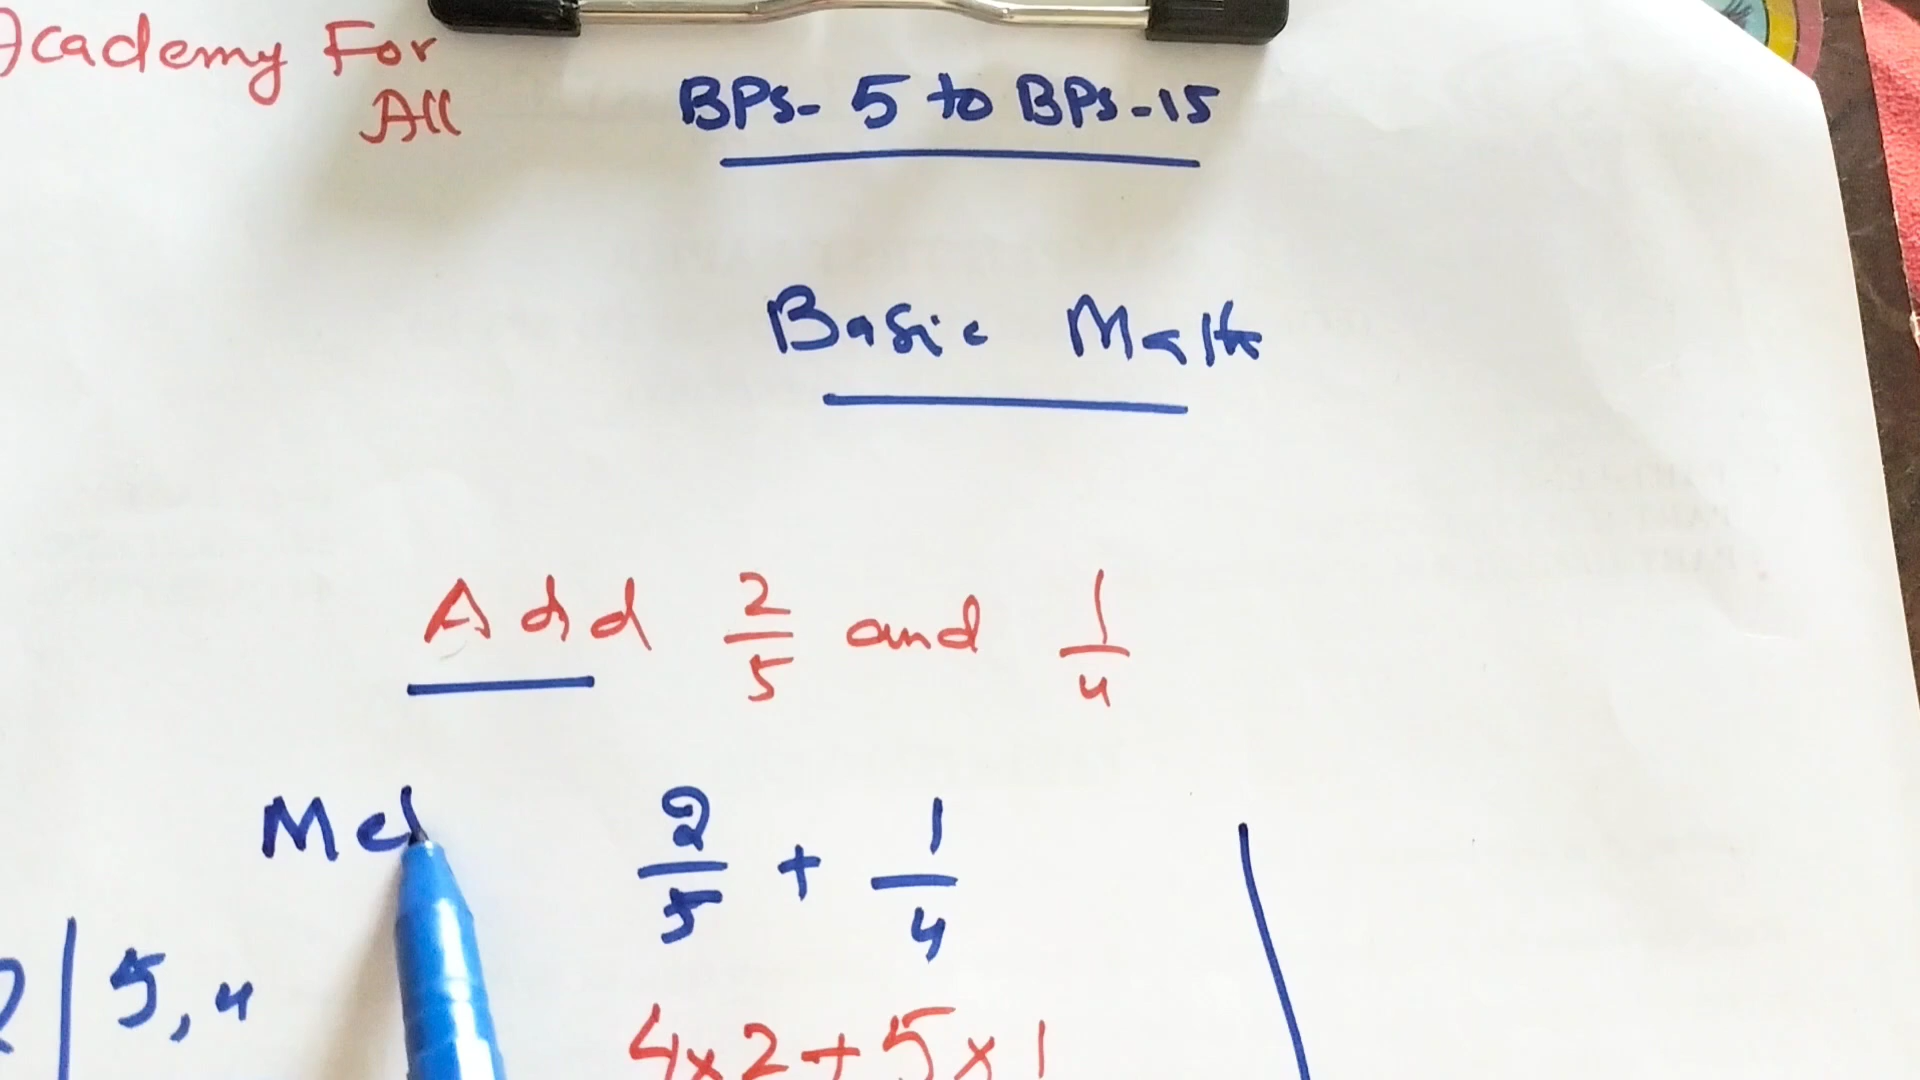 Academy For
All
BPS- 5 to BPS-15
Basic Math
Add 2/5 and 1/4
2/5 + 1/4
2 | 5, 4
4x2+5x1